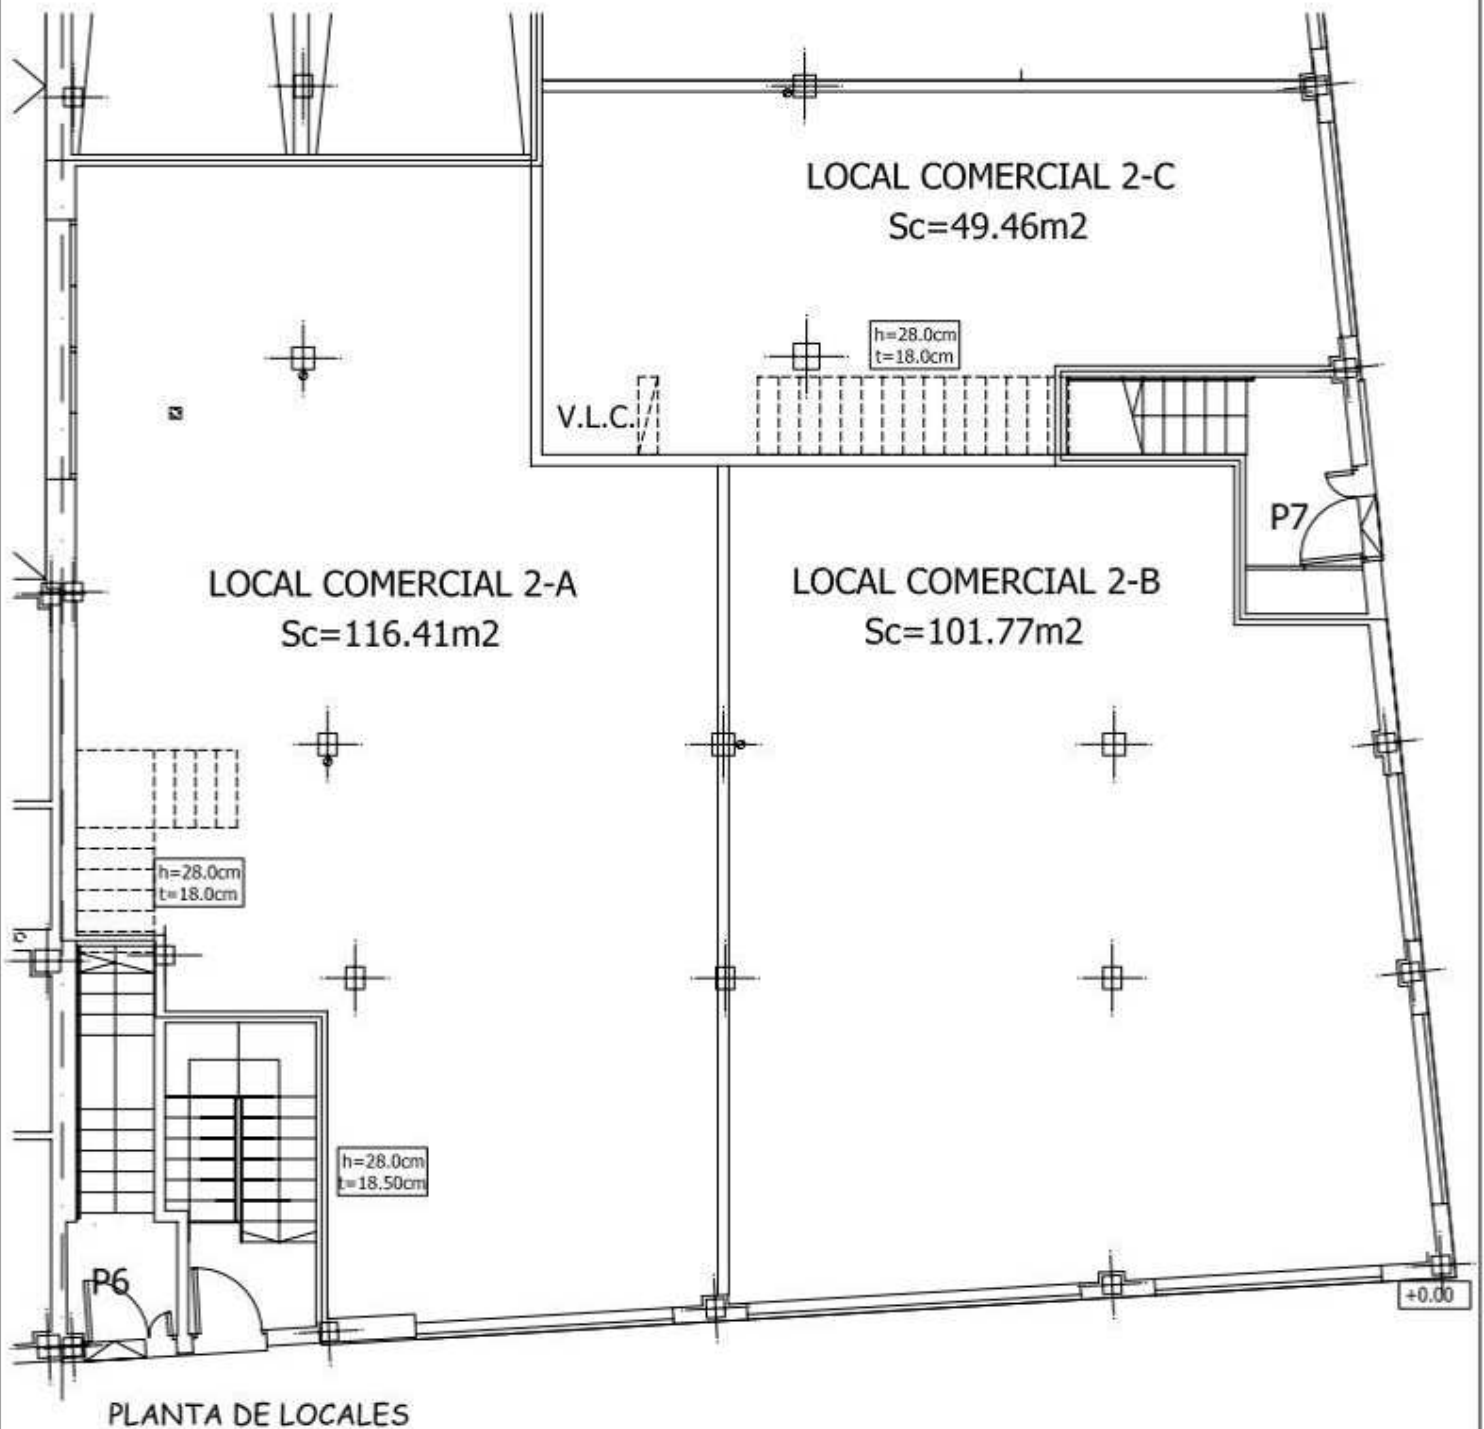 LOCAL COMERCIAL 2-C
Sc=49.46m2
h=28.0cm
t=18.0cm
V.L.C.
P7
LOCAL COMERCIAL 2-A
Sc=116.41m2
LOCAL COMERCIAL 2-B
Sc=101.77m2
h=28.0cm
t=18.0cm
h=28.0cm
t=18.50cm
P6
+0.00
PLANTA DE LOCALES